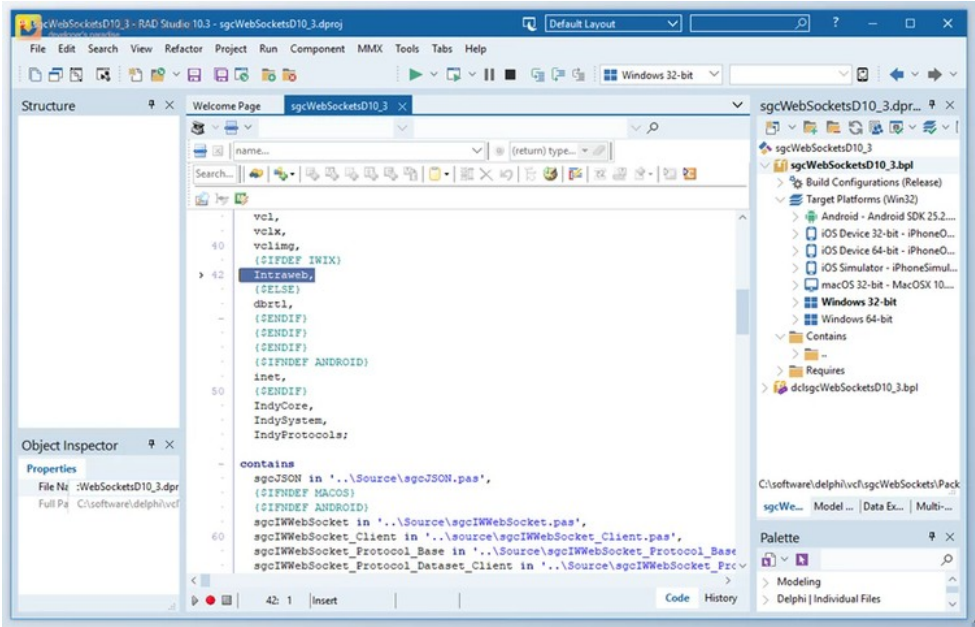 sgcWebSocketsD10_3 - RAD Studio 10.3 - sgcWebSocketsD10_3.dproj
developer's paradise
Default Layout
File Edit Search View Refactor Project Run Component MMX Tools Tabs Help
Windows 32-bit
Structure
Welcome Page
sgcWebSocketsD10_3
name...
(return) type...
Search...
vcl,
vclx,
40 vclimg,
{$IFDEF IWIX}
42 Intraweb,
{$ELSE}
dbrtl,
{$ENDIF}
{$ENDIF}
{$ENDIF}
{$IFNDEF ANDROID}
inet,
50 {$ENDIF}
IndyCore,
IndySystem,
IndyProtocols;
contains
sgcJSON in '..\Source\sgcJSON.pas',
{$IFNDEF MACOS}
{$IFNDEF ANDROID}
sgcIWWebSocket in '..\Source\sgcIWWebSocket.pas',
60 sgcIWWebSocket_Client in '..\source\sgcIWWebSocket_Client.pas',
sgcIWWebSocket_Protocol_Base in '..\Source\sgcIWWebSocket_Protocol_Base
sgcIWWebSocket_Protocol_Dataset_Client in '..\Source\sgcIWWebSocket_Prc
42: 1 Insert
Code History
Object Inspector
Properties
File Na :WebSocketsD10_3.dpr
Full Pa C:\software\delphi\vcl
sgcWebSocketsD10_3.dpr...
sgcWebSocketsD10_3
sgcWebSocketsD10_3.bpl
Build Configurations (Release)
Target Platforms (Win32)
Android - Android SDK 25.2....
iOS Device 32-bit - iPhoneO...
iOS Device 64-bit - iPhoneO...
iOS Simulator - iPhoneSimul...
macOS 32-bit - MacOSX 10....
Windows 32-bit
Windows 64-bit
Contains
..
Requires
dclsgcWebSocketsD10_3.bpl
C:\software\delphi\vcl\sgcWebSockets\Pack
sgcWe... Model ... Data Ex... Multi-...
Palette
Modeling
Delphi | Individual Files